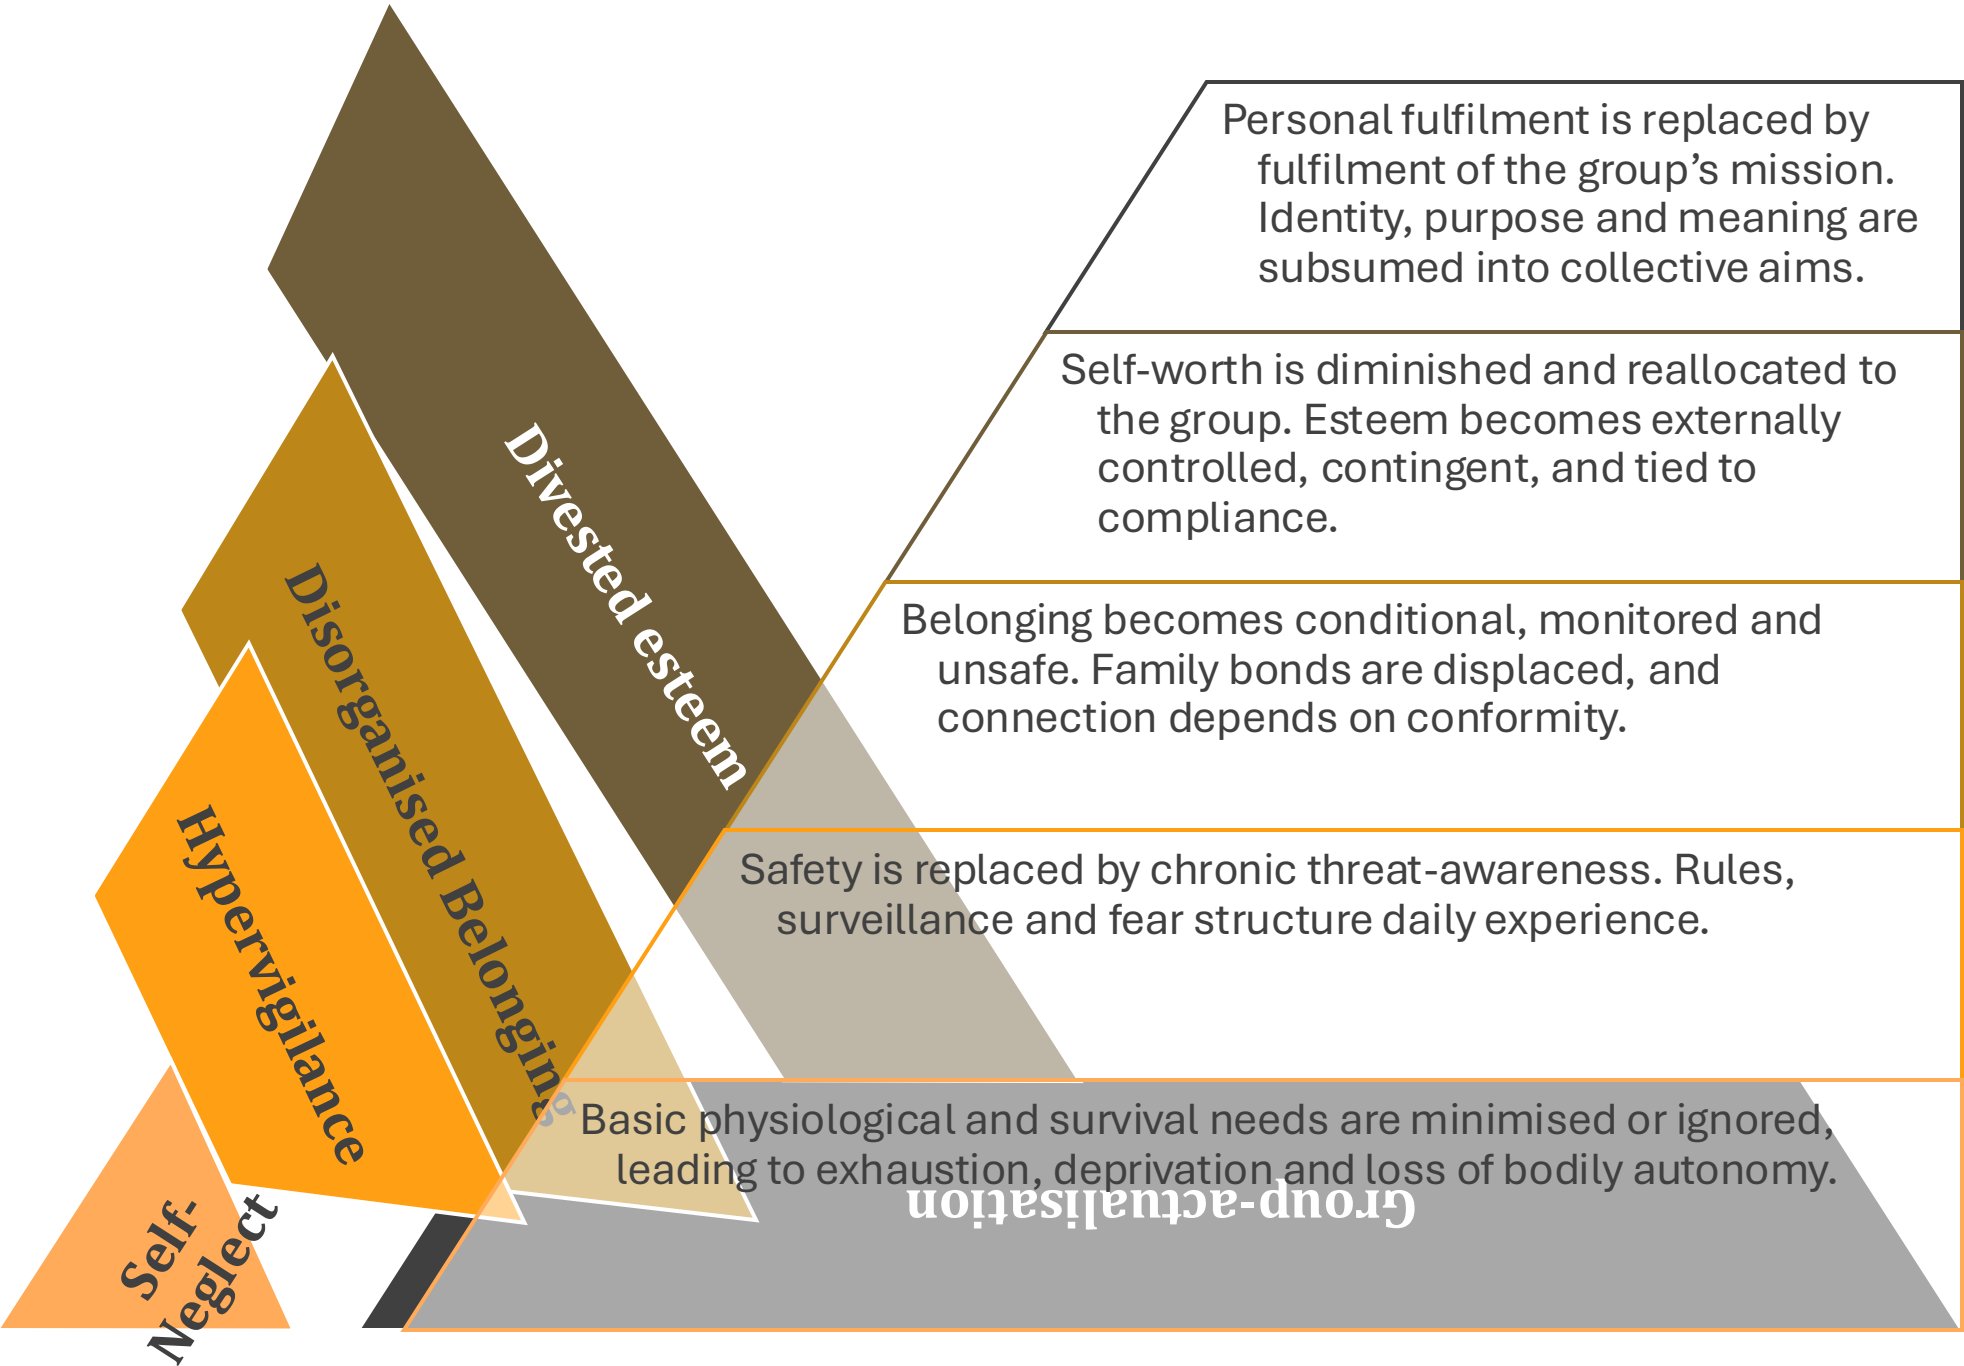 Personal fulfilment is replaced by
fulfilment of the group’s mission.
Identity, purpose and meaning are
subsumed into collective aims.
Self-worth is diminished and reallocated to
the group. Esteem becomes externally
controlled, contingent, and tied to
compliance.
Belonging becomes conditional, monitored and
unsafe. Family bonds are displaced, and
connection depends on conformity.
Safety is replaced by chronic threat-awareness. Rules,
surveillance and fear structure daily experience.
Basic physiological and survival needs are minimised or ignored,
leading to exhaustion, deprivation and loss of bodily autonomy.
Divested esteem
Disorganised Belonging
Hypervigilance
Self-
Neglect
Group-actualisation